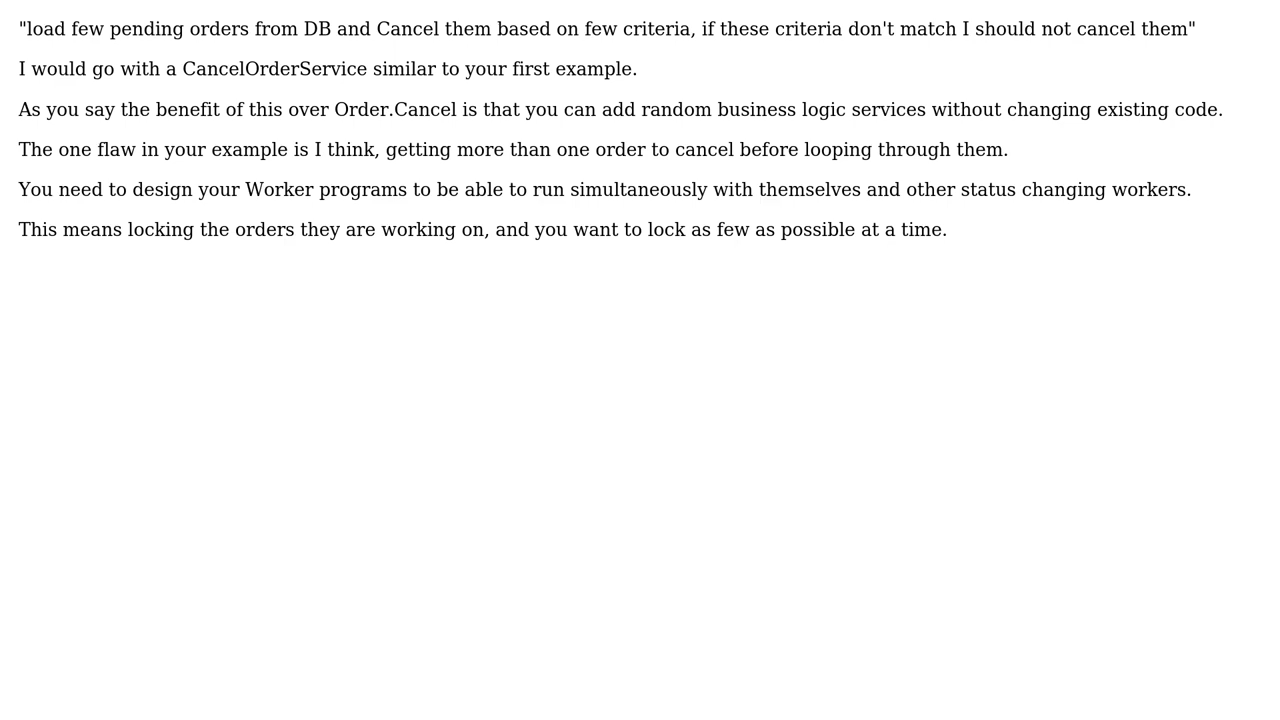 "load few pending orders from DB and Cancel them based on few criteria, if these criteria don't match I should not cancel them"
I would go with a CancelOrderService similar to your first example.
As you say the benefit of this over Order.Cancel is that you can add random business logic services without changing existing code.
The one flaw in your example is I think, getting more than one order to cancel before looping through them.
You need to design your Worker programs to be able to run simultaneously with themselves and other status changing workers.
This means locking the orders they are working on, and you want to lock as few as possible at a time.